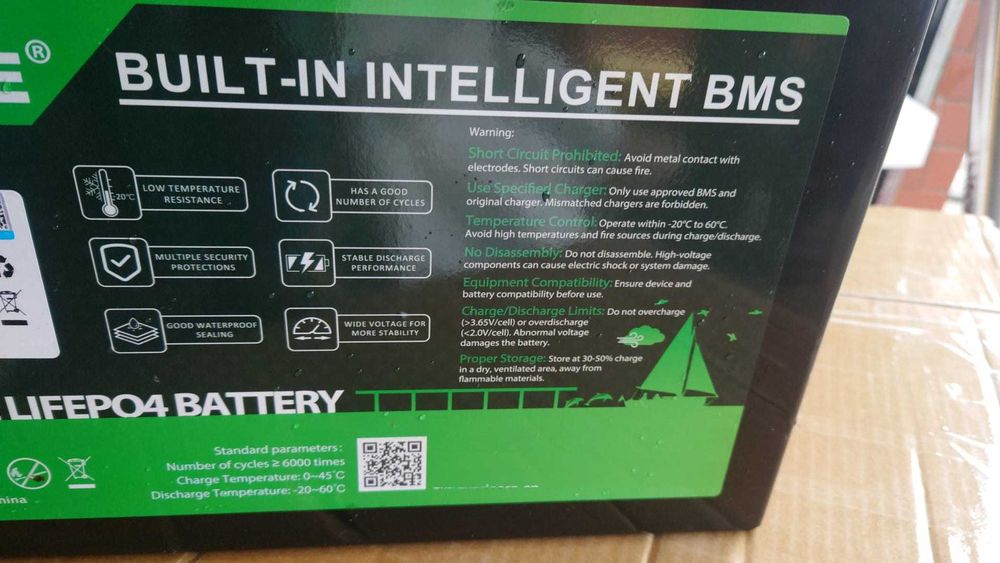 E®
BUILT-IN INTELLIGENT BMS
-20°C
LOW TEMPERATURE
RESISTANCE
HAS A GOOD
NUMBER OF CYCLES
MULTIPLE SECURITY
PROTECTIONS
STABLE DISCHARGE
PERFORMANCE
GOOD WATERPROOF
SEALING
WIDE VOLTAGE FOR
MORE STABILITY
Warning:
Short Circuit Prohibited: Avoid metal contact with
electrodes. Short circuits can cause fire.
Use Specified Charger: Only use approved BMS and
original charger. Mismatched chargers are forbidden.
Temperature Control: Operate within -20°C to 60°C.
Avoid high temperatures and fire sources during charge/discharge.
No Disassembly: Do not disassemble. High-voltage
components can cause electric shock or system damage.
Equipment Compatibility: Ensure device and
battery compatibility before use.
Charge/Discharge Limits: Do not overcharge
(>3.65V/cell) or overdischarge
(<2.0V/cell). Abnormal voltage
damages the battery.
Proper Storage: Store at 30-50% charge
in a dry, ventilated area, away from
flammable materials.
LIFEPO4 BATTERY
Standard parameters:
Number of cycles ≥ 6000 times
Charge Temperature: 0~45°C
Discharge Temperature: -20~60°C
hina